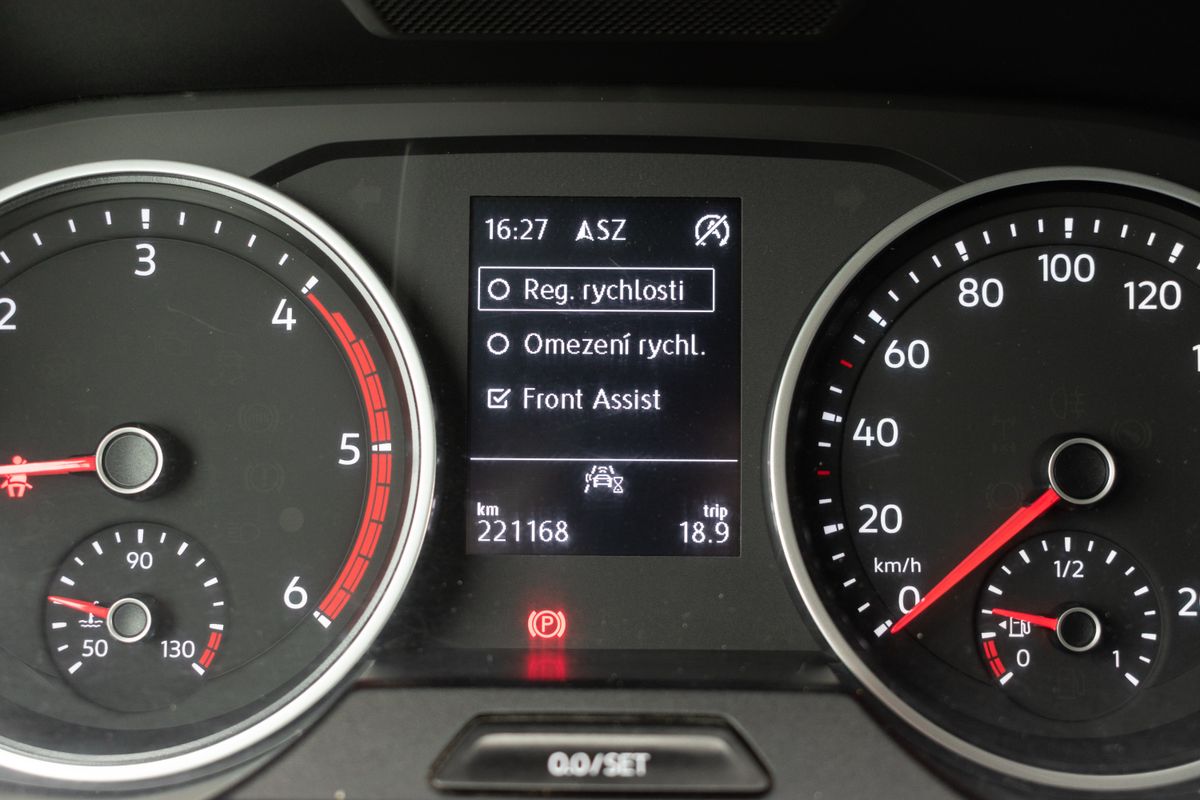 16:27 SZ
Reg. rychlosti
Omezení rychl.
Front Assist
km trip
221168 18.9
2 3 4 5 6
50 90 130
0 20 40 60 80 100 120
km/h
0 1/2 1
P
0.0/SET